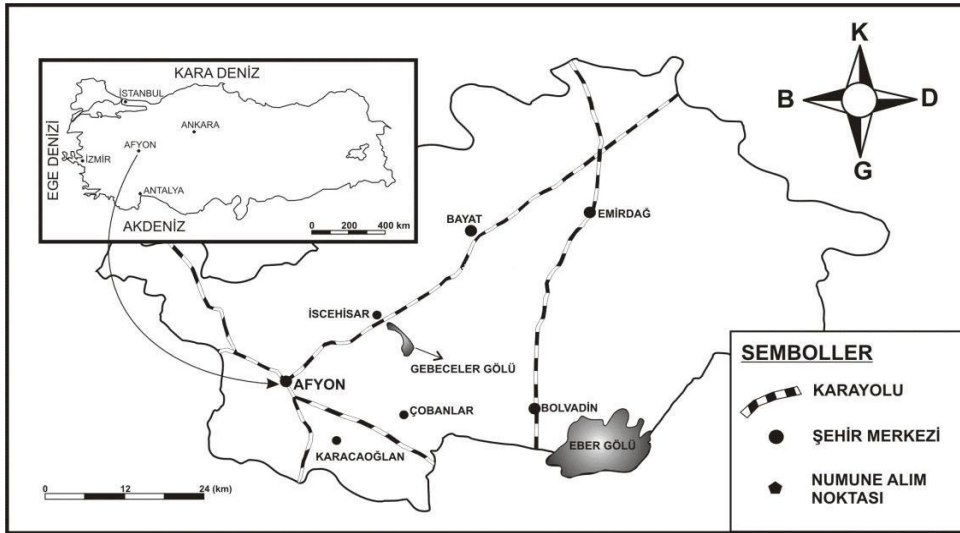 KARA DENİZ
İSTANBUL
ANKARA
EGE DENİZİ
AFYON
İZMİR
ANTALYA
AKDENİZ
0 200 400 km
K
B
D
G
BAYAT
EMİRDAĞ
İSCEHİSAR
GEBECELER GÖLÜ
AFYON
ÇOBANLAR
BOLVADİN
KARACAOĞLAN
EBER GÖLÜ
0 12 24 (km)
SEMBOLLER
KARAYOLU
ŞEHİR MERKEZİ
NUMUNE ALIM
NOKTASI